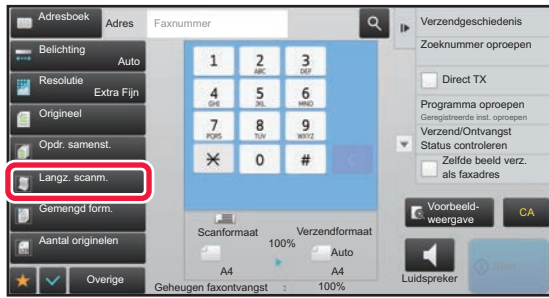 Adresboek
Adres
Faxnummer
Belichting
Auto
Resolutie
Extra Fijn
Origineel
Opdr. samenst.
Langz. scanm.
Gemengd form.
Aantal originelen
Overige
1
2
ABC
3
DEF
4
GHI
5
JKL
6
MNO
7
PQRS
8
TUV
9
WXYZ
0
#
C
Scanformaat
100%
Verzendformaat
Auto
A4
A4
Geheugen faxontvangst : 100%
Verzendgeschiedenis
Zoeknummer oproepen
Direct TX
Programma oproepen
Geregistreerde inst. oproepen
Verzend/Ontvangst
Status controleren
Zelfde beeld verz.
als faxadres
Voorbeeld-
weergave
CA
Luidspreker
Start